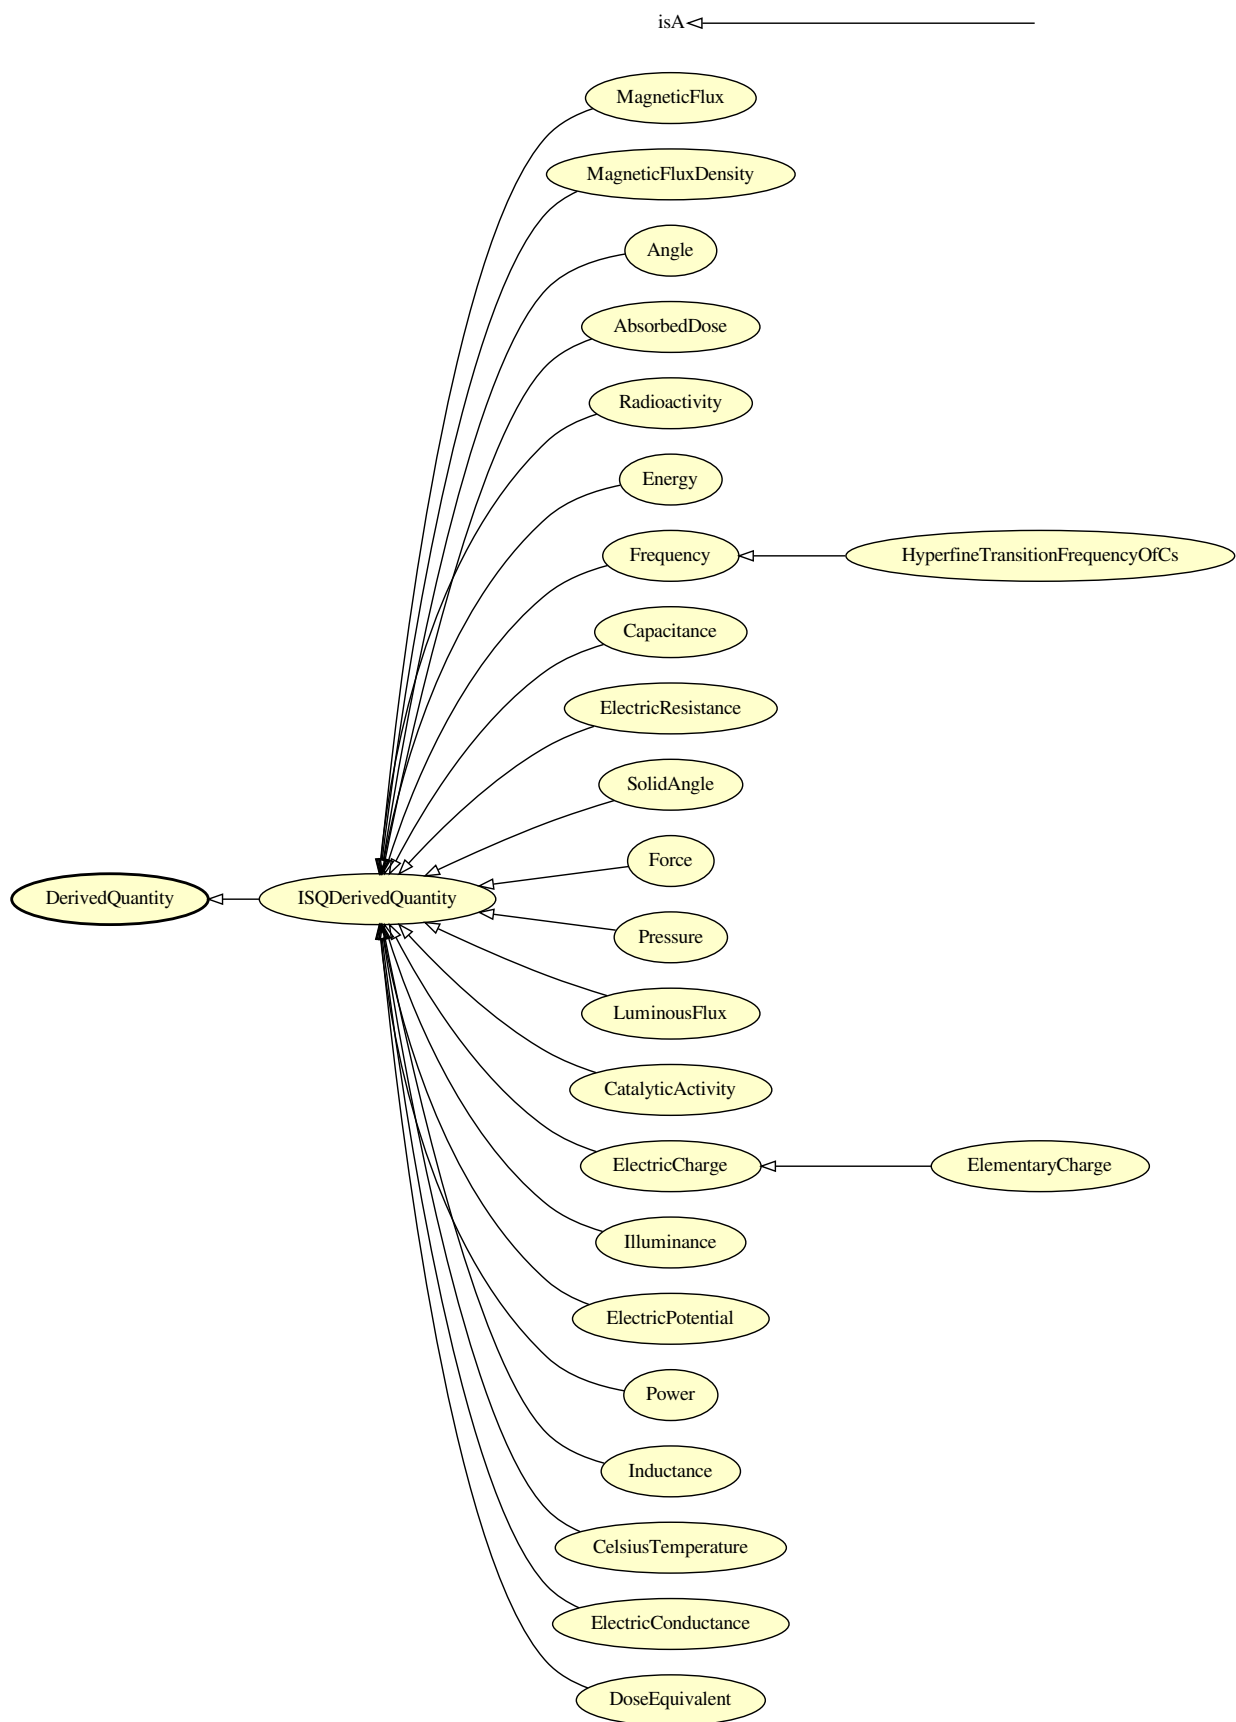 isA
MagneticFlux
MagneticFluxDensity
Angle
AbsorbedDose
Radioactivity
Energy
Frequency
HyperfineTransitionFrequencyOfCs
Capacitance
ElectricResistance
SolidAngle
Force
DerivedQuantity
ISQDerivedQuantity
Pressure
LuminousFlux
CatalyticActivity
ElectricCharge
ElementaryCharge
Illuminance
ElectricPotential
Power
Inductance
CelsiusTemperature
ElectricConductance
DoseEquivalent